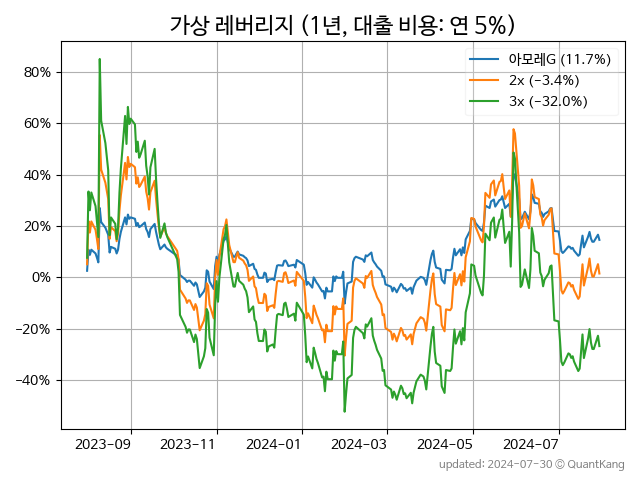 가상 레버리지 (1년, 대출 비용: 연 5%)
아모레G (11.7%)
2x (−3.4%)
3x (−32.0%)
80%
60%
40%
20%
0%
−20%
−40%
2023-09
2023-11
2024-01
2024-03
2024-05
2024-07
updated: 2024-07-30 © QuantKang